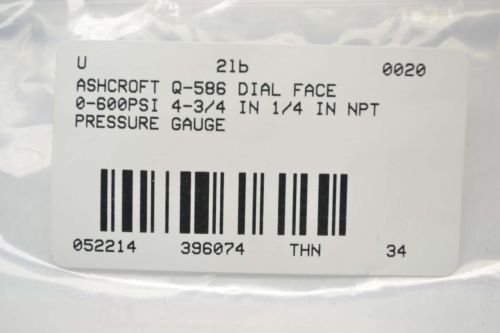 U 2lb 0020
ASHCROFT Q-586 DIAL FACE
0-600PSI 4-3/4 IN 1/4 IN NPT
PRESSURE GAUGE
052214 396074 THN 34